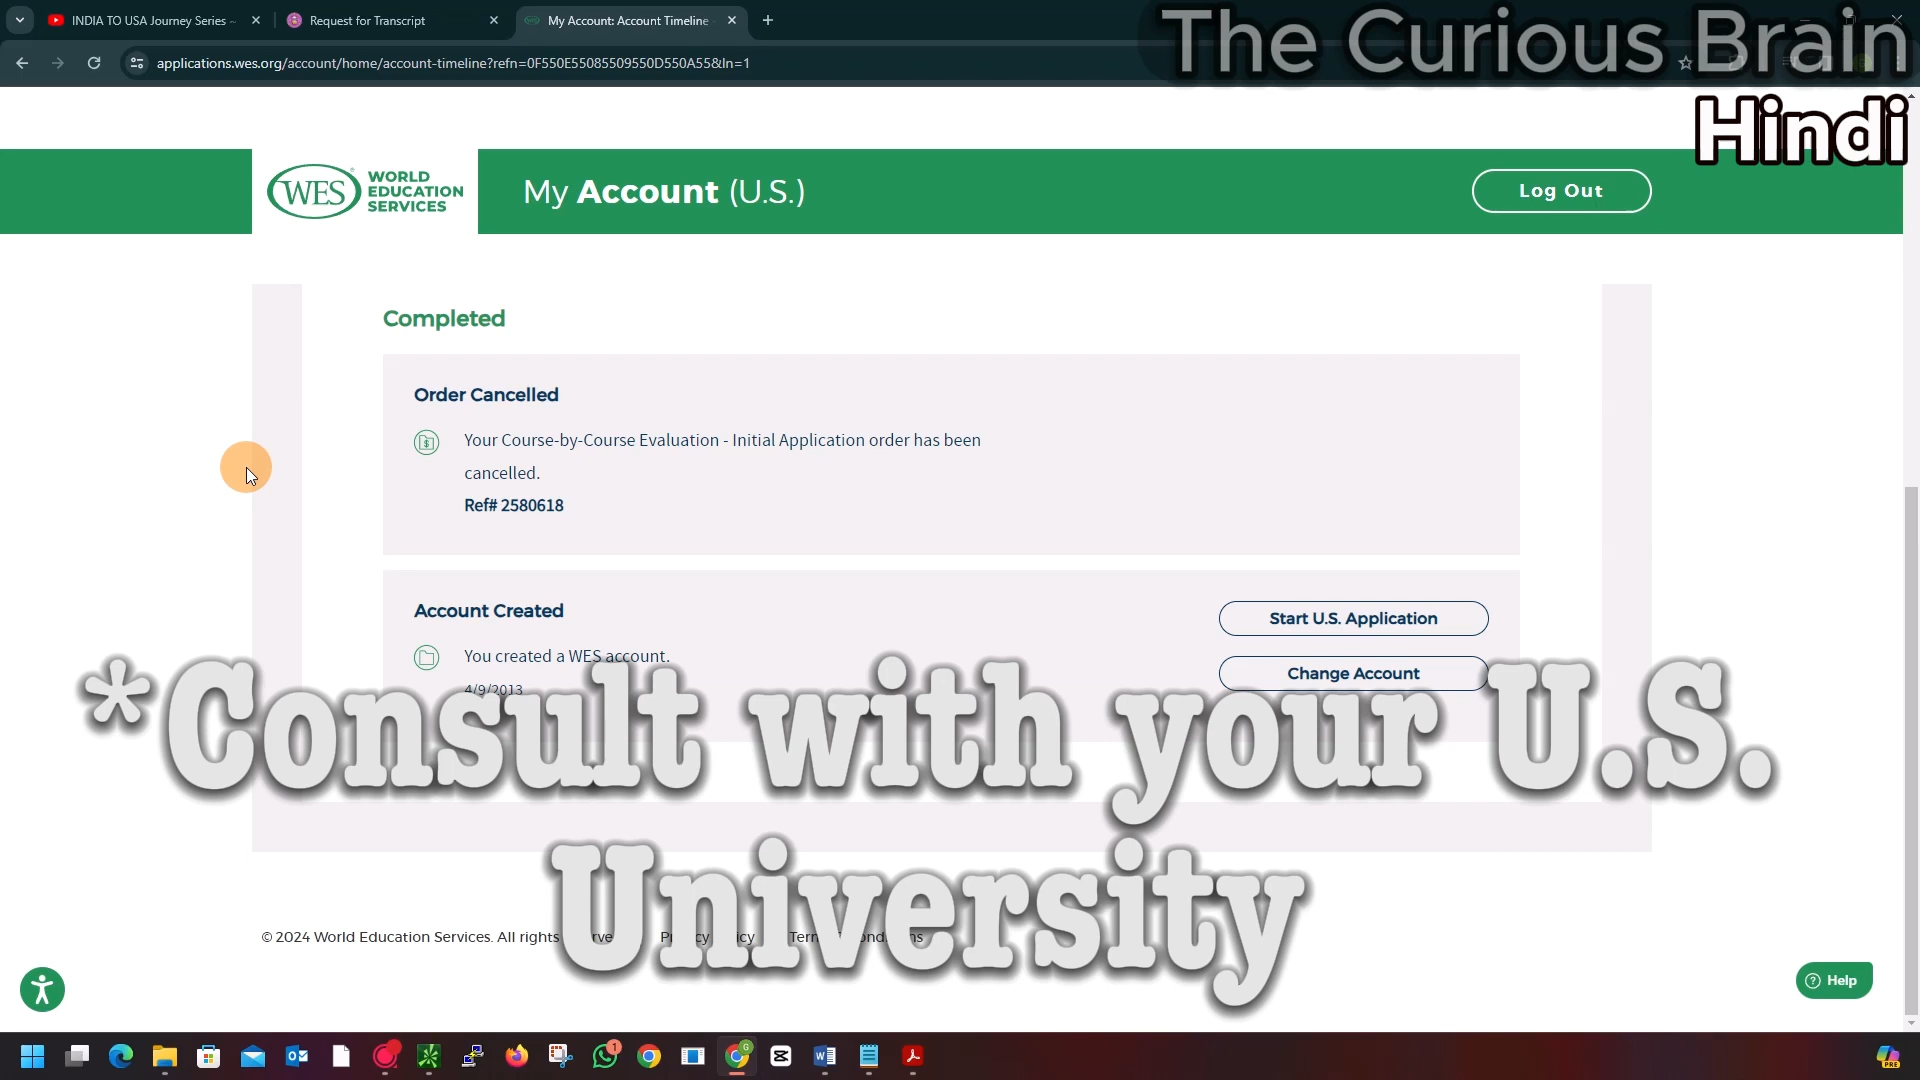 INDIA TO USA Journey Series ~
Request for Transcript
My Account: Account Timeline -
applications.wes.org/account/home/account-timeline?refn=0F550E55085509550D550A55&ln=1
The Curious Brain
Hindi
WES
WORLD
EDUCATION
SERVICES
My Account (U.S.)
Log Out
Completed
Order Cancelled
Your Course-by-Course Evaluation - Initial Application order has been
cancelled.
Ref# 2580618
Account Created
Start U.S. Application
You created a WES account.
Change Account
4/9/2013
*Consult with your U.S.
University
© 2024 World Education Services. All rights
Help